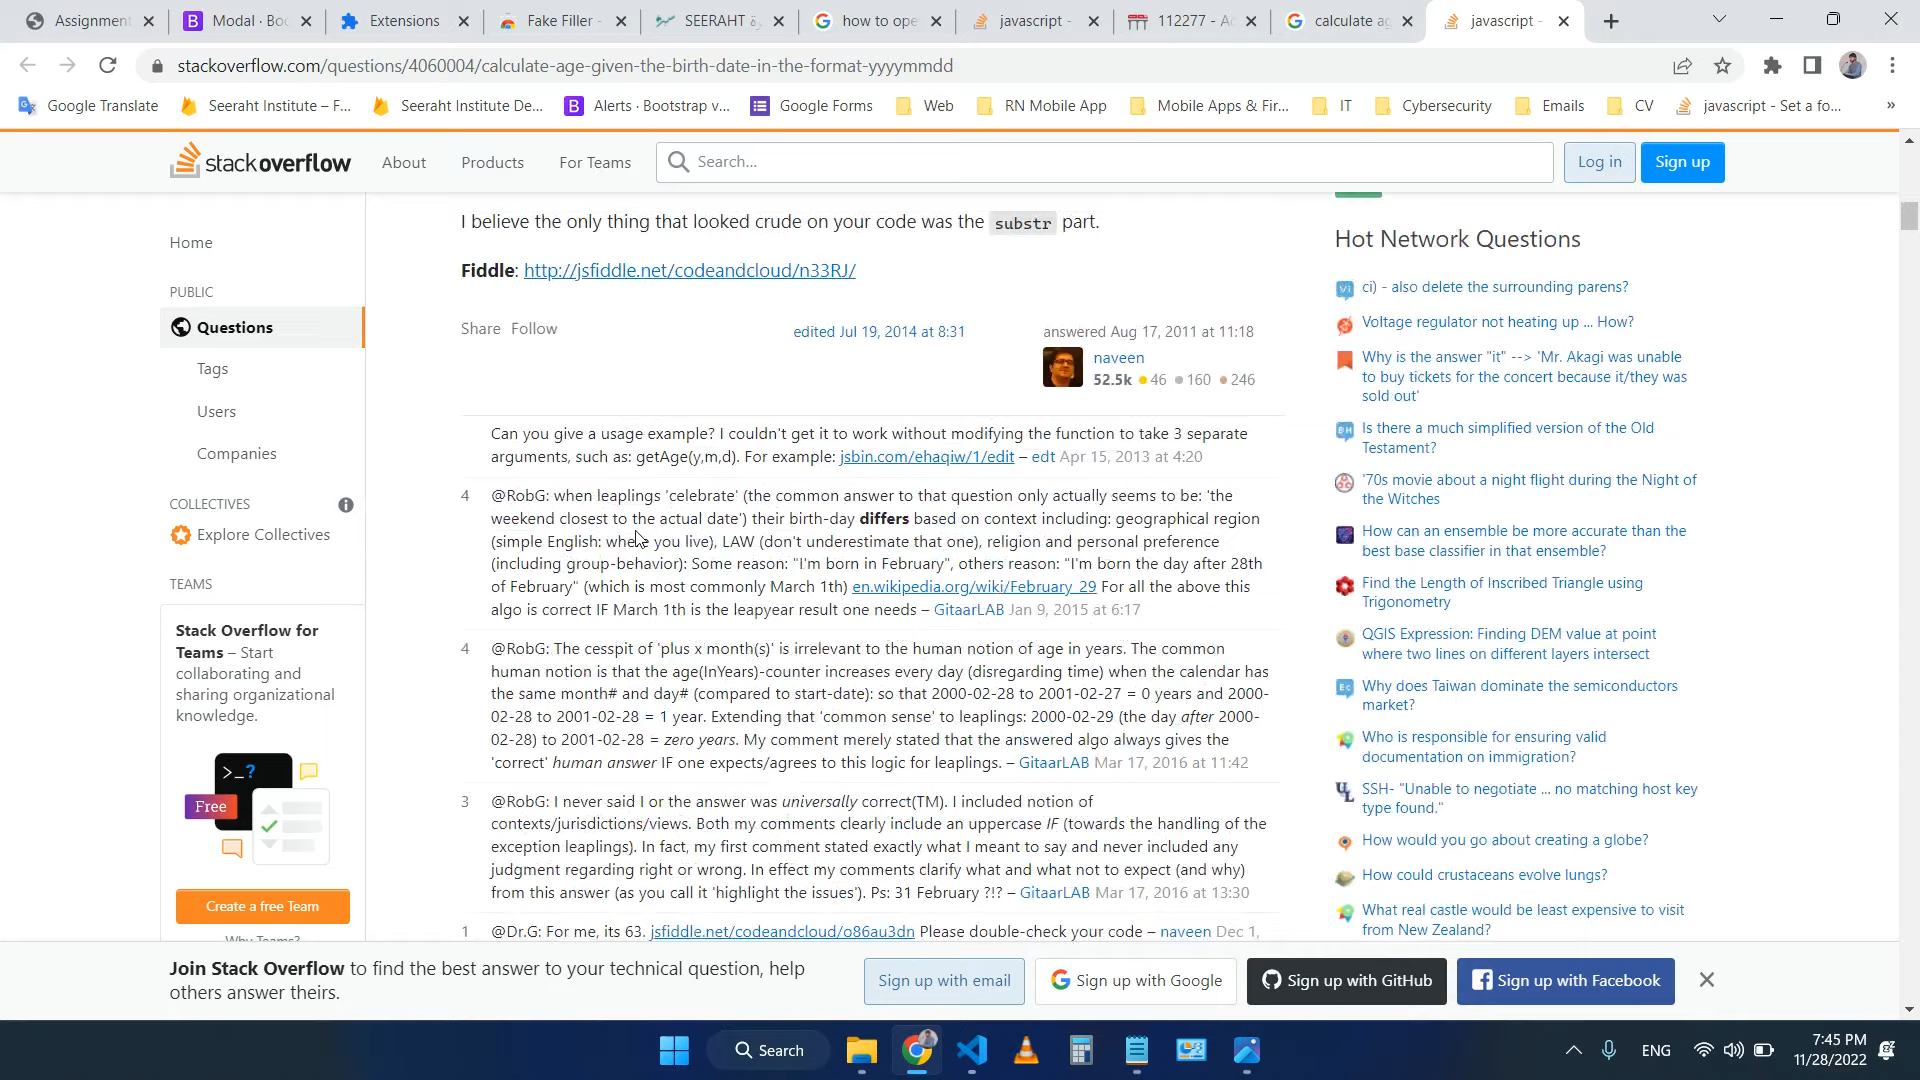 Assignment
Modal · Boo
Extensions
Fake Filler -
SEERAHT
how to ope
javascript -
112277 - A
calculate ag
javascript -
stackoverflow.com/questions/4060004/calculate-age-given-the-birth-date-in-the-format-yyyymmdd
Google Translate
Seeraht Institute – F...
Seeraht Institute De...
Alerts · Bootstrap v...
Google Forms
Web
RN Mobile App
Mobile Apps & Fir...
IT
Cybersecurity
Emails
CV
javascript - Set a fo...
»
stackoverflow
About
Products
For Teams
Search...
Log in
Sign up
Home
PUBLIC
Questions
Tags
Users
Companies
COLLECTIVES
Explore Collectives
TEAMS
Stack Overflow for
Teams – Start
collaborating and
sharing organizational
knowledge.
>_?
Free
Create a free Team
Why Teams?
I believe the only thing that looked crude on your code was the substr part.
Fiddle: http://jsfiddle.net/codeandcloud/n33RJ/
Share Follow
edited Jul 19, 2014 at 8:31
answered Aug 17, 2011 at 11:18
naveen
52.5k 46 160 246
Can you give a usage example? I couldn't get it to work without modifying the function to take 3 separate
arguments, such as: getAge(y,m,d). For example: jsbin.com/ehaqiw/1/edit – edt Apr 15, 2013 at 4:20
4 @RobG: when leaplings 'celebrate' (the common answer to that question only actually seems to be: 'the
weekend closest to the actual date') their birth-day differs based on context including: geographical region
(simple English: where you live), LAW (don't underestimate that one), religion and personal preference
(including group-behavior): Some reason: "I'm born in February", others reason: "I'm born the day after 28th
of February" (which is most commonly March 1th) en.wikipedia.org/wiki/February_29 For all the above this
algo is correct IF March 1th is the leapyear result one needs – GitaarLAB Jan 9, 2015 at 6:17
4 @RobG: The cesspit of 'plus x month(s)' is irrelevant to the human notion of age in years. The common
human notion is that the age(InYears)-counter increases every day (disregarding time) when the calendar has
the same month# and day# (compared to start-date): so that 2000-02-28 to 2001-02-27 = 0 years and 2000-
02-28 to 2001-02-28 = 1 year. Extending that 'common sense' to leaplings: 2000-02-29 (the day after 2000-
02-28) to 2001-02-28 = zero years. My comment merely stated that the answered algo always gives the
'correct' human answer IF one expects/agrees to this logic for leaplings. – GitaarLAB Mar 17, 2016 at 11:42
3 @RobG: I never said I or the answer was universally correct(TM). I included notion of
contexts/jurisdictions/views. Both my comments clearly include an uppercase IF (towards the handling of the
exception leaplings). In fact, my first comment stated exactly what I meant to say and never included any
judgment regarding right or wrong. In effect my comments clarify what and what not to expect (and why)
from this answer (as you call it 'highlight the issues'). Ps: 31 February ?!? – GitaarLAB Mar 17, 2016 at 13:30
1 @Dr.G: For me, its 63. jsfiddle.net/codeandcloud/o86au3dn Please double-check your code – naveen Dec 1,
Hot Network Questions
ci) - also delete the surrounding parens?
Voltage regulator not heating up ... How?
Why is the answer "it" --> 'Mr. Akagi was unable
to buy tickets for the concert because it/they was
sold out'
Is there a much simplified version of the Old
Testament?
'70s movie about a night flight during the Night of
the Witches
How can an ensemble be more accurate than the
best base classifier in that ensemble?
Find the Length of Inscribed Triangle using
Trigonometry
QGIS Expression: Finding DEM value at point
where two lines on different layers intersect
Why does Taiwan dominate the semiconductors
market?
Who is responsible for ensuring valid
documentation on immigration?
SSH- "Unable to negotiate ... no matching host key
type found."
How would you go about creating a globe?
How could crustaceans evolve lungs?
What real castle would be least expensive to visit
from New Zealand?
Join Stack Overflow to find the best answer to your technical question, help
others answer theirs.
Sign up with email
Sign up with Google
Sign up with GitHub
Sign up with Facebook
Search
ENG
7:45 PM
11/28/2022